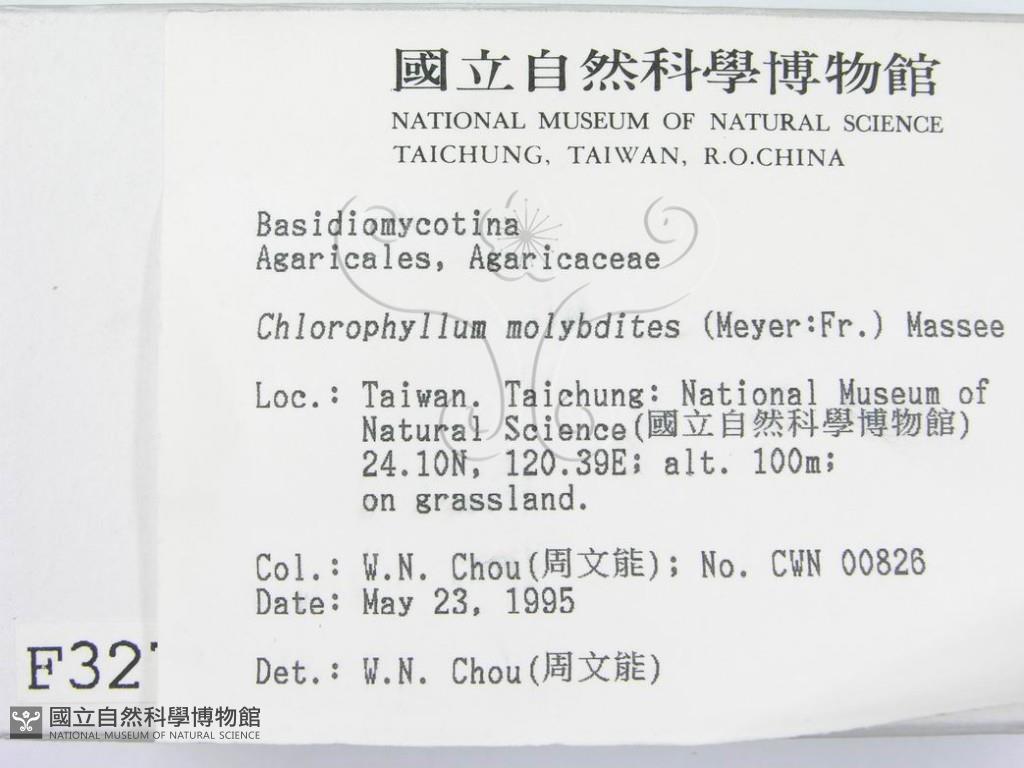 國立自然科學博物館
NATIONAL MUSEUM OF NATURAL SCIENCE
TAICHUNG, TAIWAN, R.O.CHINA
Basidiomycotina
Agaricales, Agaricaceae
Chlorophyllum molybdites (Meyer:Fr.) Massee
Loc.: Taiwan. Taichung: National Museum of
Natural Science(國立自然科學博物館)
24.10N, 120.39E; alt. 100m;
on grassland.
Col.: W.N. Chou(周文能); No. CWN 00826
Date: May 23, 1995
Det.: W.N. Chou(周文能)
F32
國立自然科學博物館
NATIONAL MUSEUM OF NATURAL SCIENCE